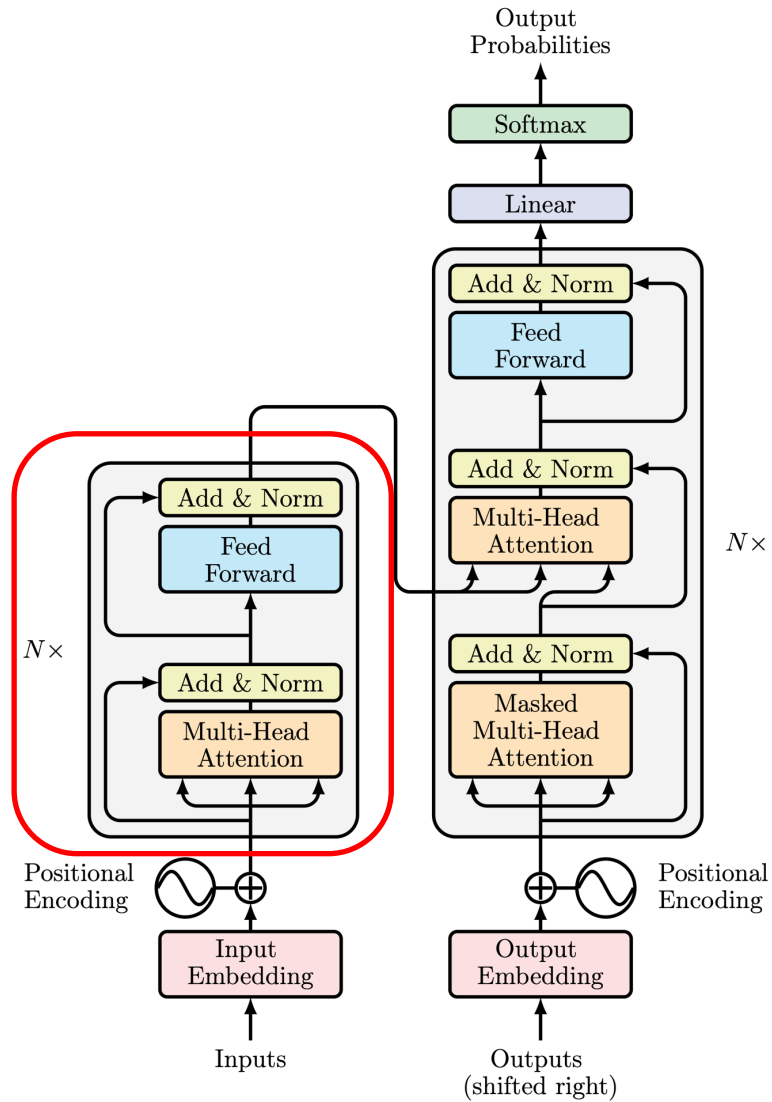 Output
Probabilities
Softmax
Linear
Add & Norm
Feed
Forward
Add & Norm
Multi-Head
Attention
N×
Add & Norm
Masked
Multi-Head
Attention
Add & Norm
Feed
Forward
N×
Add & Norm
Multi-Head
Attention
Positional
Encoding
Positional
Encoding
Input
Embedding
Output
Embedding
Inputs
Outputs
(shifted right)